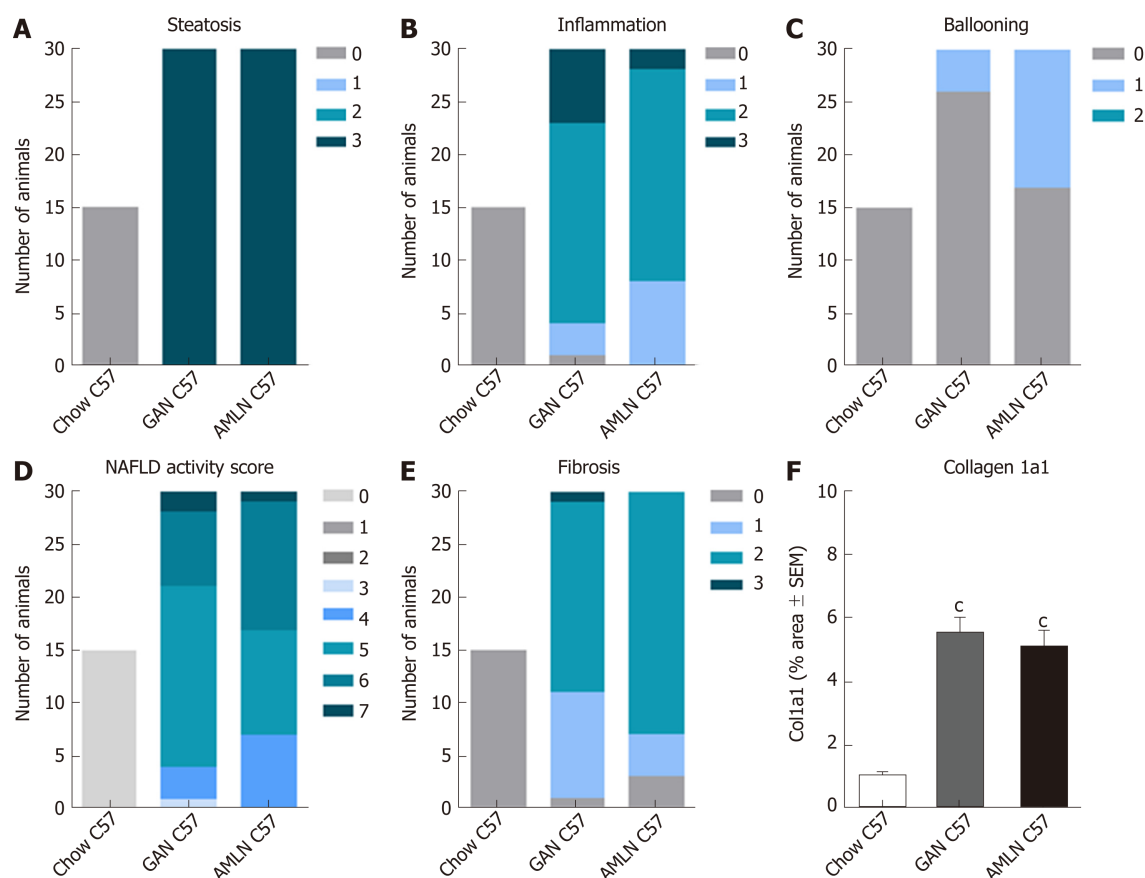 A
Steatosis
Number of animals
30
25
20
15
10
5
0
0
1
2
3
Chow C57
GAN C57
AMLN C57
B
Inflammation
Number of animals
30
25
20
15
10
5
0
0
1
2
3
Chow C57
GAN C57
AMLN C57
C
Ballooning
Number of animals
30
25
20
15
10
5
0
0
1
2
Chow C57
GAN C57
AMLN C57
D
NAFLD activity score
Number of animals
30
25
20
15
10
5
0
0
1
2
3
4
5
6
7
Chow C57
GAN C57
AMLN C57
E
Fibrosis
Number of animals
30
25
20
15
10
5
0
0
1
2
3
Chow C57
GAN C57
AMLN C57
F
Collagen 1a1
Col1a1 (% area ± SEM)
10
8
6
4
2
0
c
c
Chow C57
GAN C57
AMLN C57